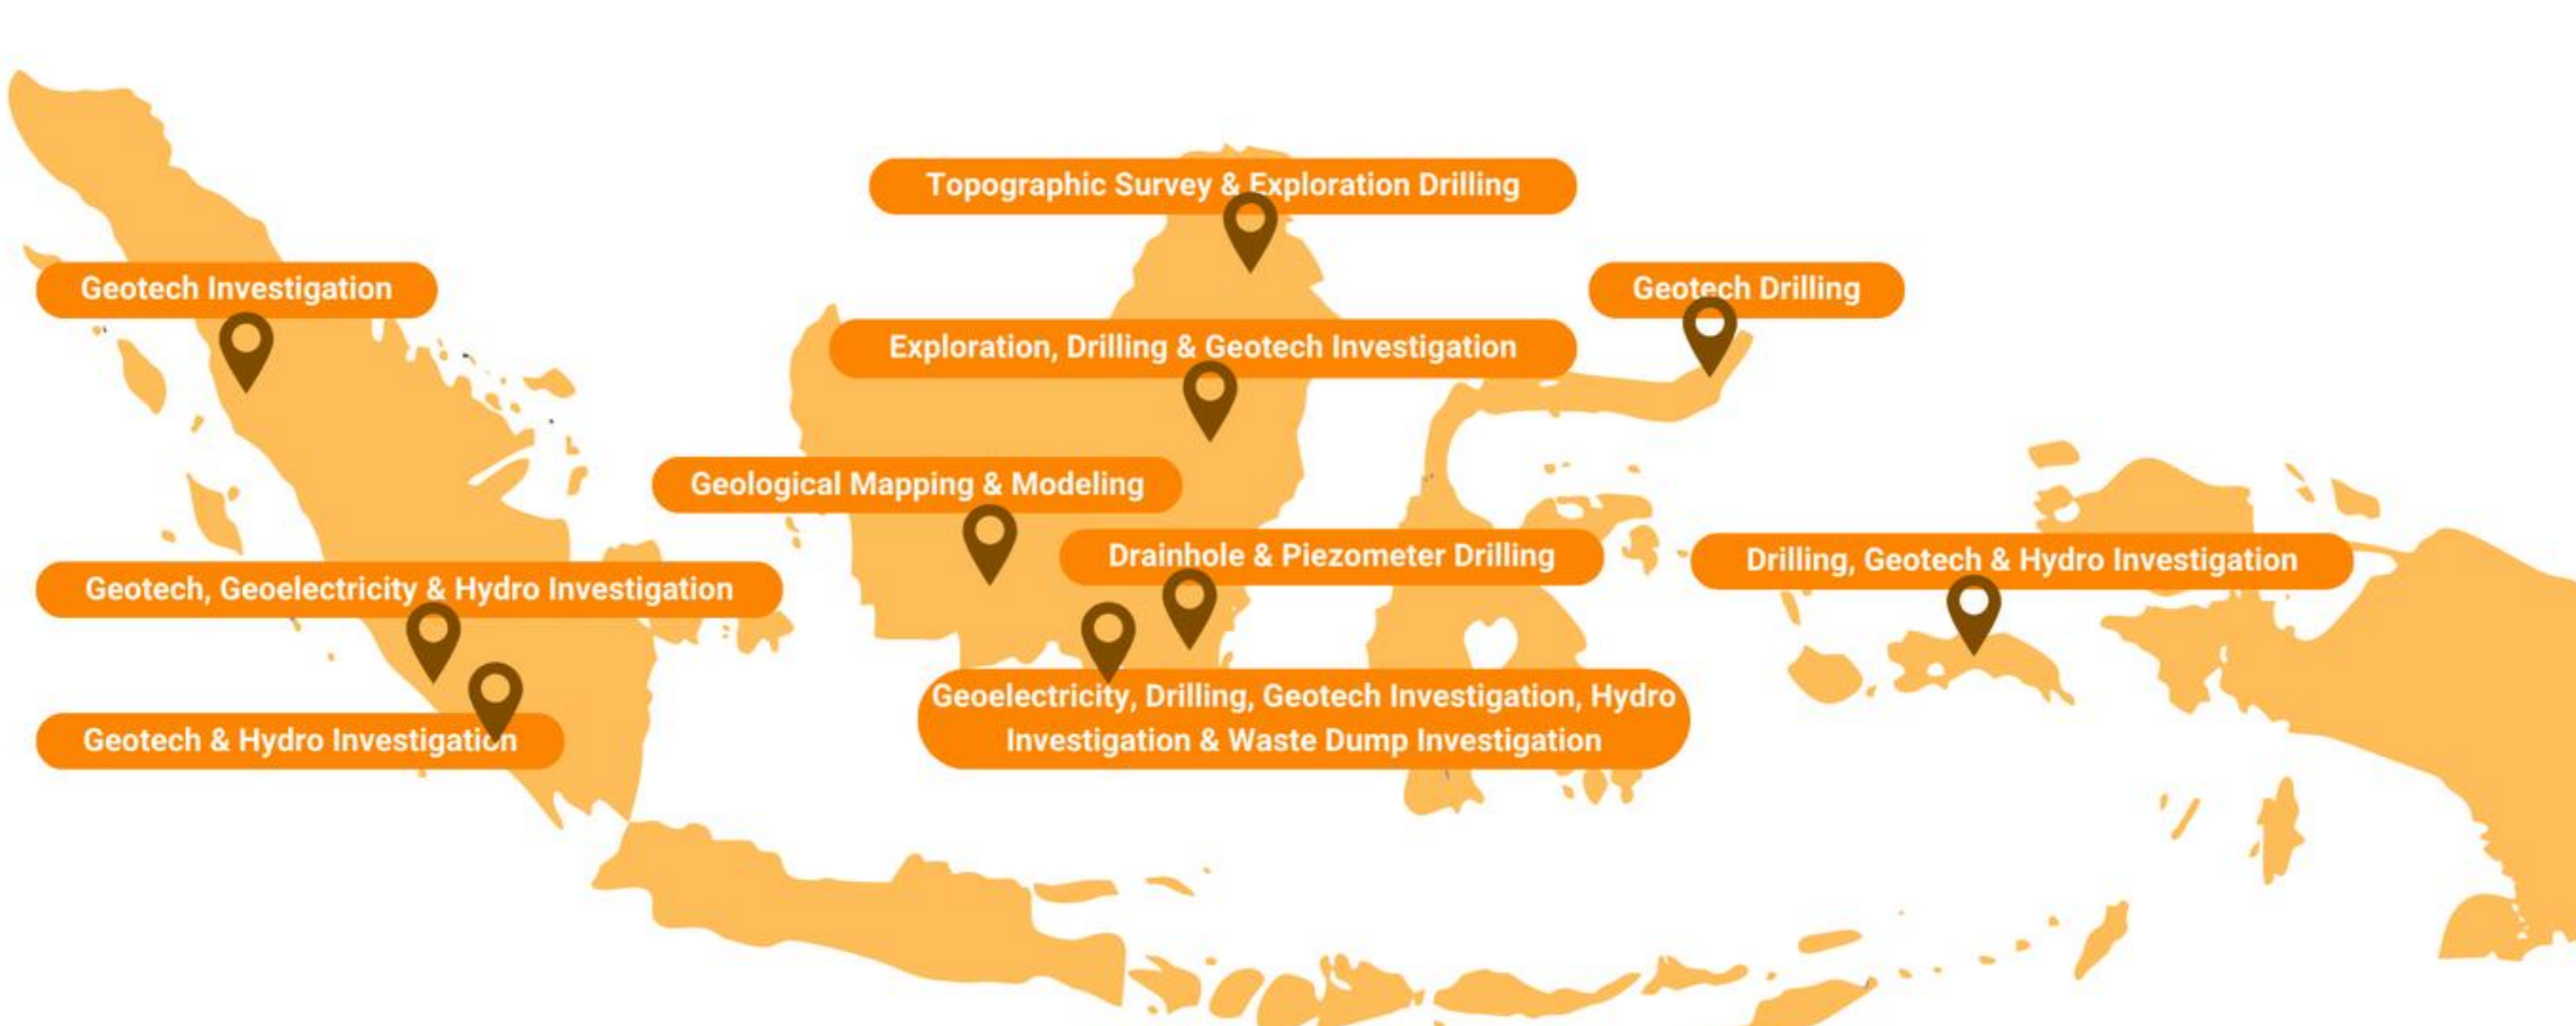 Topographic Survey & Exploration Drilling
Geotech Investigation
Geotech Drilling
Exploration, Drilling & Geotech Investigation
Geological Mapping & Modeling
Drainhole & Piezometer Drilling
Drilling, Geotech & Hydro Investigation
Geotech, Geoelectricity & Hydro Investigation
Geoelectricity, Drilling, Geotech Investigation, Hydro
Investigation & Waste Dump Investigation
Geotech & Hydro Investigation